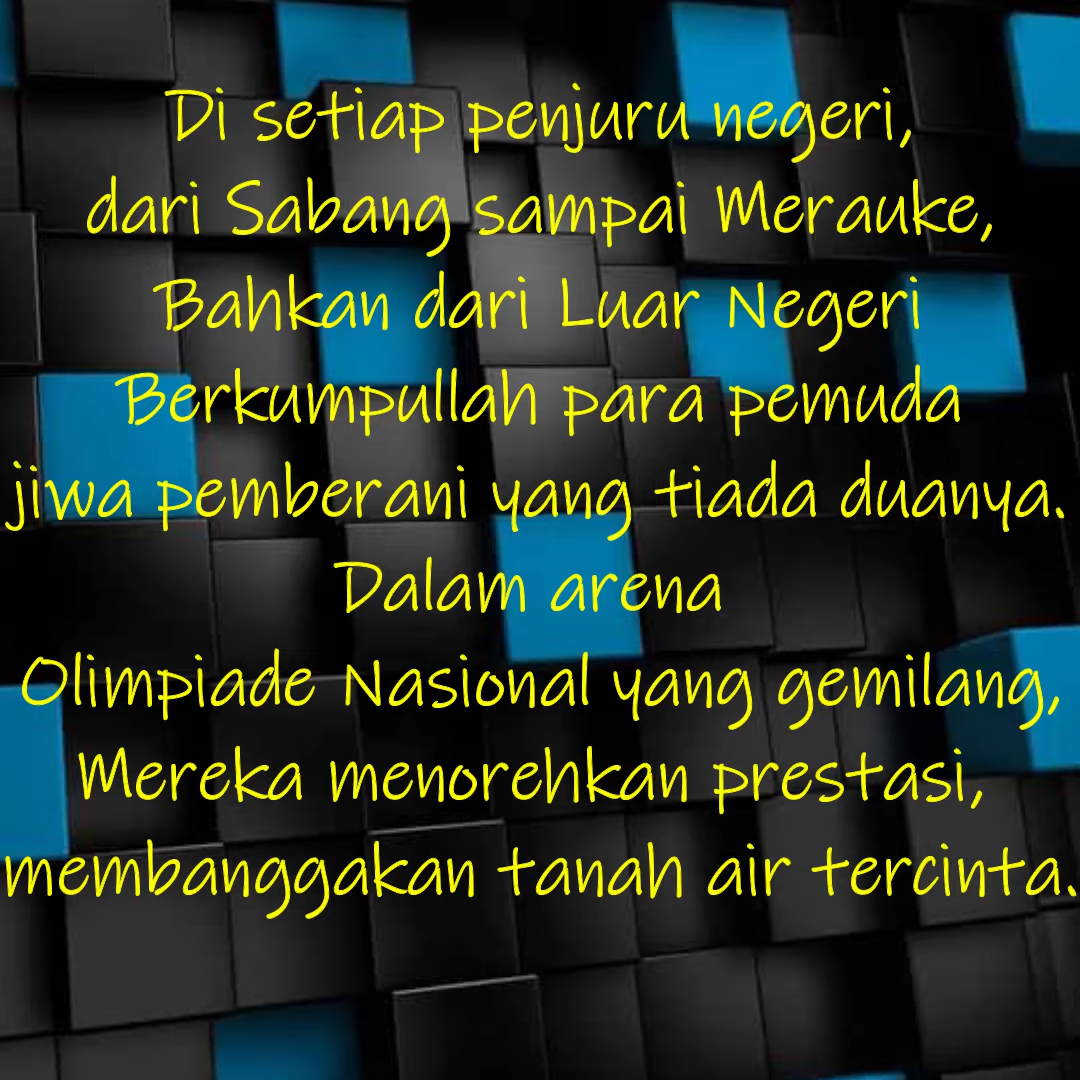 Di setiap penjuru negeri,
dari Sabang sampai Merauke,
Bahkan dari Luar Negeri
Berkumpullah para pemuda
jiwa pemberani yang tiada duanya.
Dalam arena
Olimpiade Nasional yang gemilang,
Mereka menorehkan prestasi,
membanggakan tanah air tercinta.